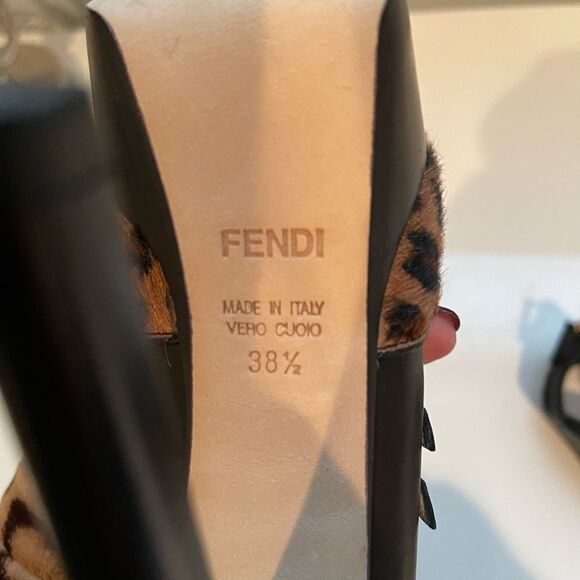 FENDI
MADE IN ITALY
VERO CUOIO
38½